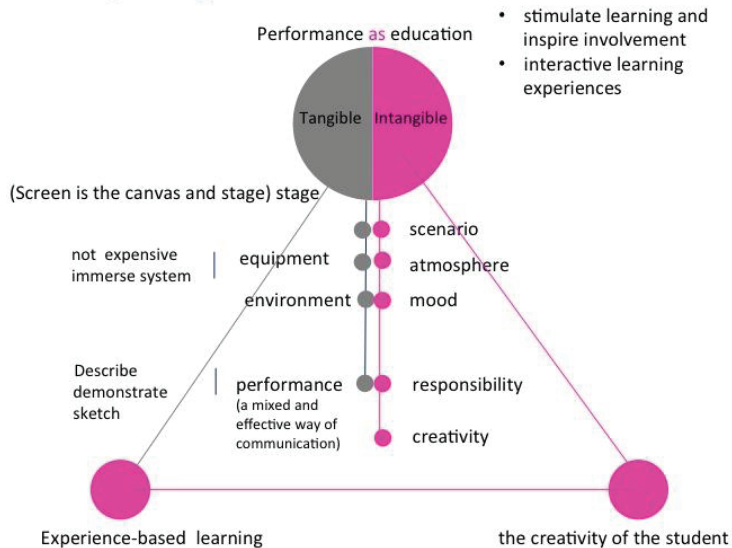 Performance as education
• stimulate learning and
inspire involvement
• interactive learning
experiences
Tangible
Intangible
(Screen is the canvas and stage) stage
scenario
not expensive
immerse system
equipment
atmosphere
environment
mood
Describe
demonstrate
sketch
performance
(a mixed and
effective way of
communication)
responsibility
creativity
Experience-based learning
the creativity of the student